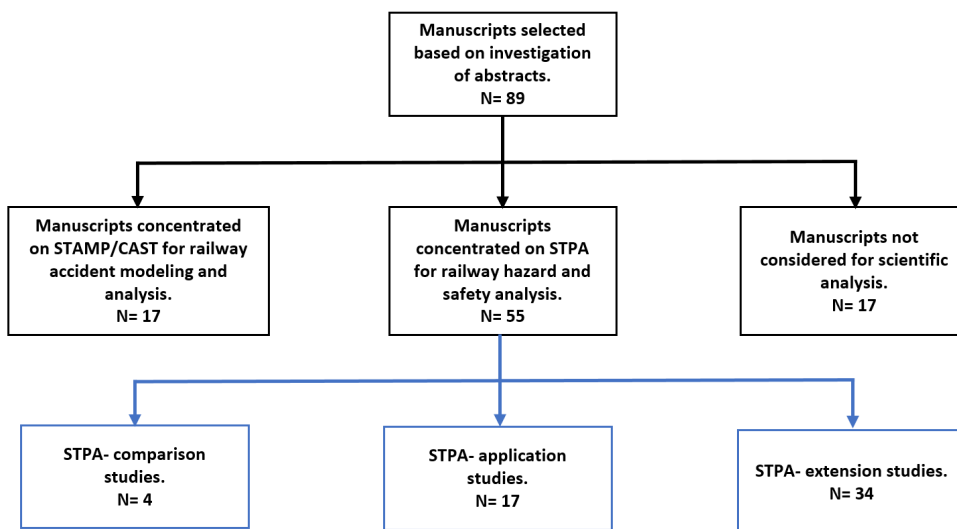 Manuscripts selected
based on investigation
of abstracts.
N= 89
Manuscripts concentrated
on STAMP/CAST for railway
accident modeling and
analysis.
N= 17
Manuscripts
concentrated on STPA
for railway hazard and
safety analysis.
N= 55
Manuscripts not
considered for scientific
analysis.
N= 17
STPA- comparison
studies.
N= 4
STPA- application
studies.
N= 17
STPA- extension studies.
N= 34